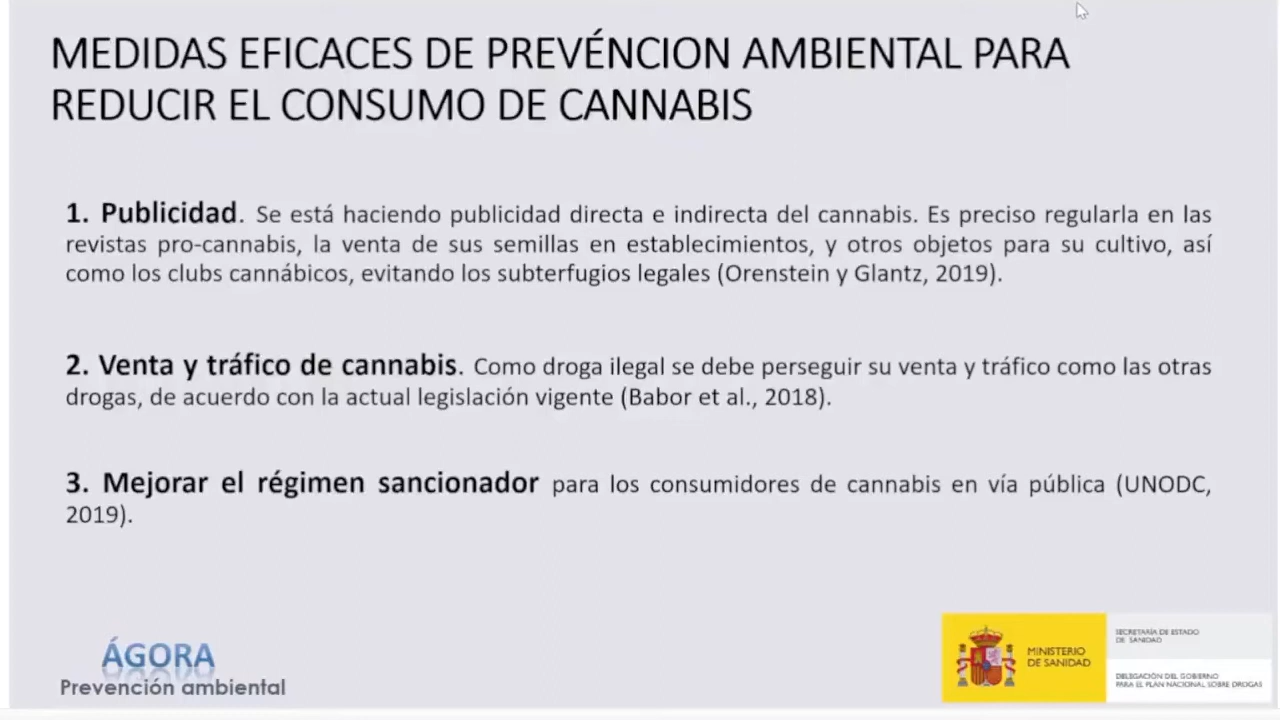 MEDIDAS EFICACES DE PREVÉNCION AMBIENTAL PARA
REDUCIR EL CONSUMO DE CANNABIS
1. Publicidad. Se está haciendo publicidad directa e indirecta del cannabis. Es preciso regularla en las
revistas pro-cannabis, la venta de sus semillas en establecimientos, y otros objetos para su cultivo, así
como los clubs cannábicos, evitando los subterfugios legales (Orenstein y Glantz, 2019).
2. Venta y tráfico de cannabis. Como droga ilegal se debe perseguir su venta y tráfico como las otras
drogas, de acuerdo con la actual legislación vigente (Babor et al., 2018).
3. Mejorar el régimen sancionador para los consumidores de cannabis en vía pública (UNODC,
2019).
ÁGORA
Prevención ambiental
MINISTERIO
DE SANIDAD
SECRETARÍA DE ESTADO
DE SANIDAD
DELEGACIÓN DEL GOBIERNO
PARA EL PLAN NACIONAL SOBRE DROGAS